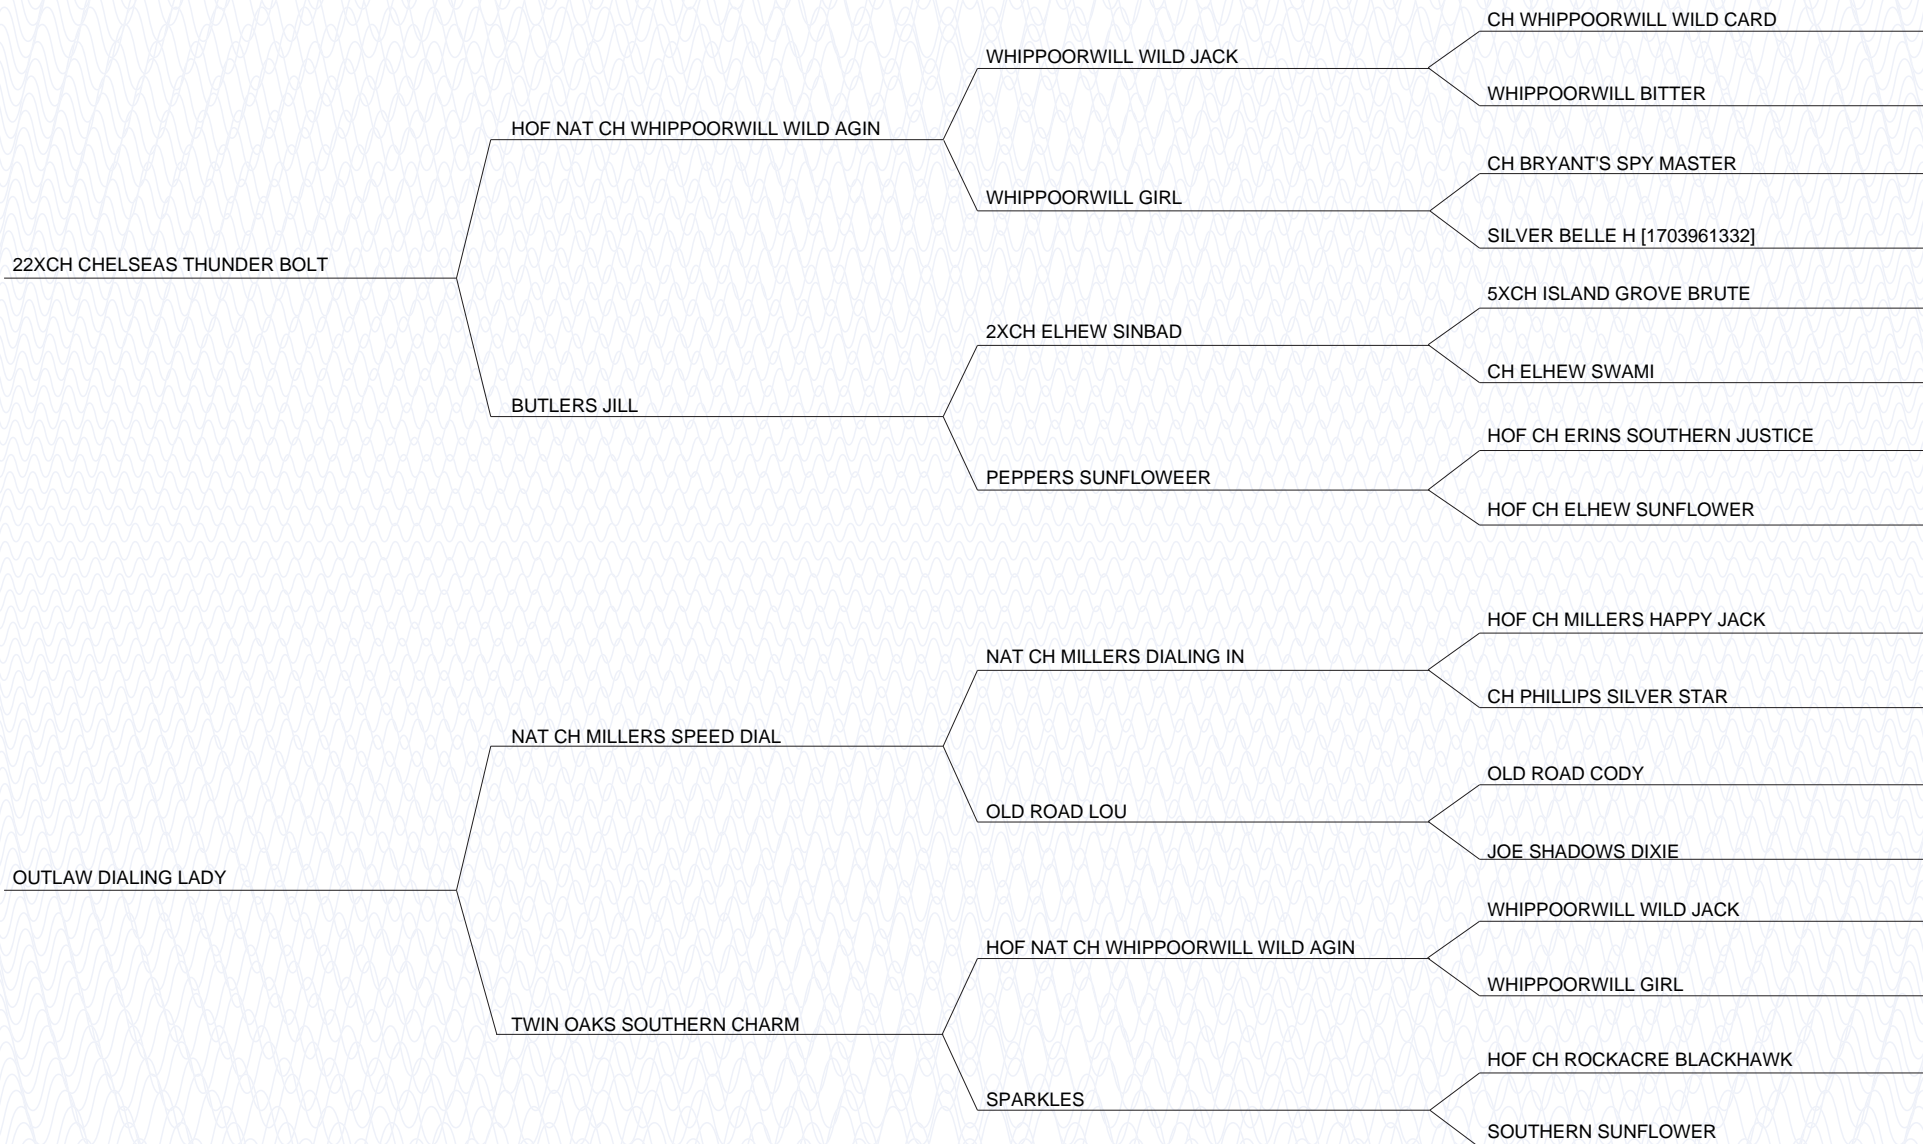 CH WHIPPOORWILL WILD CARD
WHIPPOORWILL WILD JACK
WHIPPOORWILL BITTER
HOF NAT CH WHIPPOORWILL WILD AGIN
CH BRYANT'S SPY MASTER
WHIPPOORWILL GIRL
SILVER BELLE H [1703961332]
22XCH CHELSEAS THUNDER BOLT
5XCH ISLAND GROVE BRUTE
2XCH ELHEW SINBAD
CH ELHEW SWAMI
BUTLERS JILL
HOF CH ERINS SOUTHERN JUSTICE
PEPPERS SUNFLOWEER
HOF CH ELHEW SUNFLOWER
HOF CH MILLERS HAPPY JACK
NAT CH MILLERS DIALING IN
CH PHILLIPS SILVER STAR
NAT CH MILLERS SPEED DIAL
OLD ROAD CODY
OLD ROAD LOU
JOE SHADOWS DIXIE
OUTLAW DIALING LADY
WHIPPOORWILL WILD JACK
HOF NAT CH WHIPPOORWILL WILD AGIN
WHIPPOORWILL GIRL
TWIN OAKS SOUTHERN CHARM
HOF CH ROCKACRE BLACKHAWK
SPARKLES
SOUTHERN SUNFLOWER